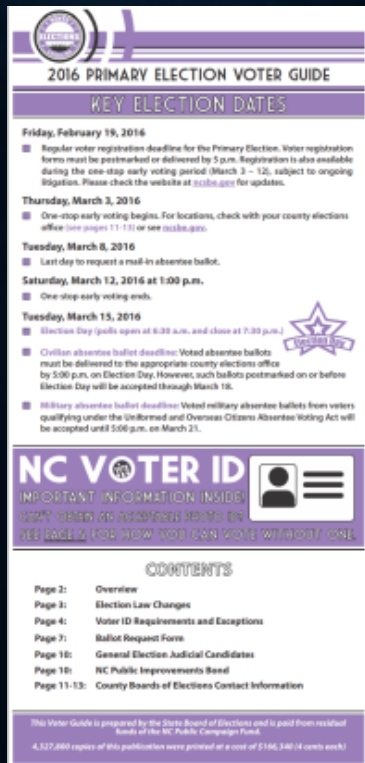 ELECTIONS
2016 PRIMARY ELECTION VOTER GUIDE
KEY ELECTION DATES
Friday, February 19, 2016
Regular voter registration deadline for the Primary Election. Voter registration
forms must be postmarked or delivered by 5 p.m. Registration is also available
during the one-stop early voting period (March 3 – 12), subject to ongoing
litigation. Please check the website at ncsbe.gov for updates.
Thursday, March 3, 2016
One-stop early voting begins. For locations, check with your county elections
office (see pages 11-13) or see ncsbe.gov.
Tuesday, March 8, 2016
Last day to request a mail-in absentee ballot.
Saturday, March 12, 2016 at 1:00 p.m.
One-stop early voting ends.
Tuesday, March 15, 2016
Election Day (polls open at 6:30 a.m. and close at 7:30 p.m.)
Election Day
Civilian absentee ballot deadline: Voted absentee ballots
must be delivered to the appropriate county elections office
by 5:00 p.m. on Election Day. However, such ballots postmarked on or before
Election Day will be accepted through March 18.
Military absentee ballot deadline: Voted military absentee ballots from voters
qualifying under the Uniformed and Overseas Citizens Absentee Voting Act will
be accepted until 5:00 p.m. on March 21.
NC VOTER ID
IMPORTANT INFORMATION INSIDE!
CAN'T OBTAIN AN ACCEPTABLE PHOTO ID?
SEE PAGE FOR HOW YOU CAN VOTE WITHOUT ONE.
CONTENTS
Page 2: Overview
Page 3: Election Law Changes
Page 4: Voter ID Requirements and Exceptions
Page 7: Ballot Request Form
Page 10: General Election Judicial Candidates
Page 10: NC Public Improvements Bond
Page 11-13: County Boards of Elections Contact Information
This Voter Guide is prepared by the State Board of Elections and is paid from residual
funds of the NC Public Campaign Fund.
4,327,800 copies of this publication were printed at a cost of $166,340 (4 cents each)